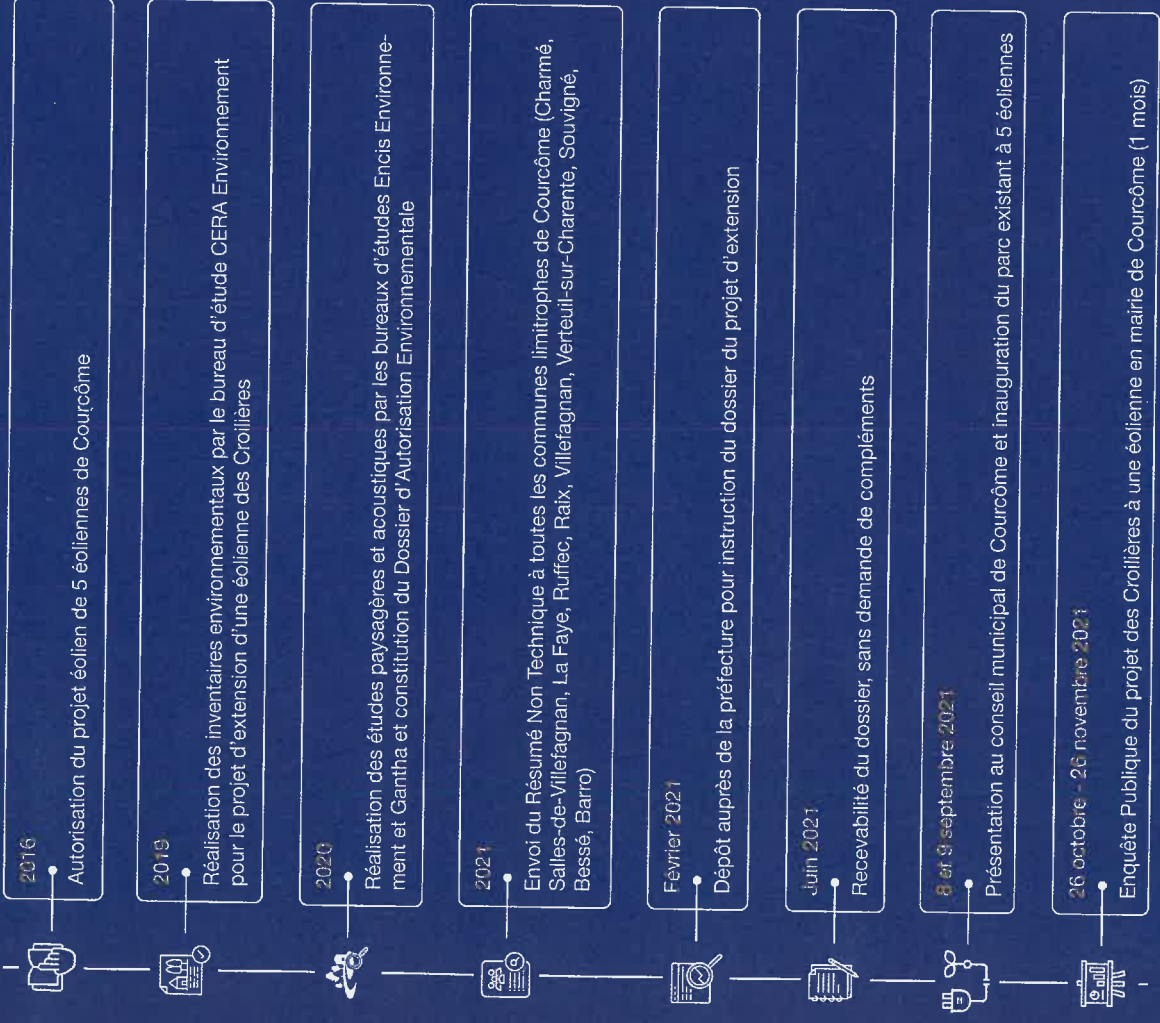 2016
Autorisation du projet éolien de 5 éoliennes de Courcôme
2019
Réalisation des inventaires environnementaux par le bureau d'étude CERA Environnement
pour le projet d'extension d'une éolienne des Croilières
2020
Réalisation des études paysagères et acoustiques par les bureaux d'études Encis Environne-
ment et Gantha et constitution du Dossier d'Autorisation Environnementale
2021
Envoi du Résumé Non Technique à toutes les communes limitrophes de Courcôme (Charmé,
Salles-de-Villefagnan, La Faye, Ruffec, Raix, Villefagnan, Verteuil-sur-Charente, Souvigné,
Bessé, Barro)
Février 2021
Dépôt auprès de la préfecture pour instruction du dossier du projet d'extension
Juin 2021
Recevabilité du dossier, sans demande de compléments
8 et 9 septembre 2021
Présentation au conseil municipal de Courcôme et inauguration du parc existant à 5 éoliennes
26 octobre - 26 novembre 2021
Enquête Publique du projet des Croilières à une éolienne en mairie de Courcôme (1 mois)